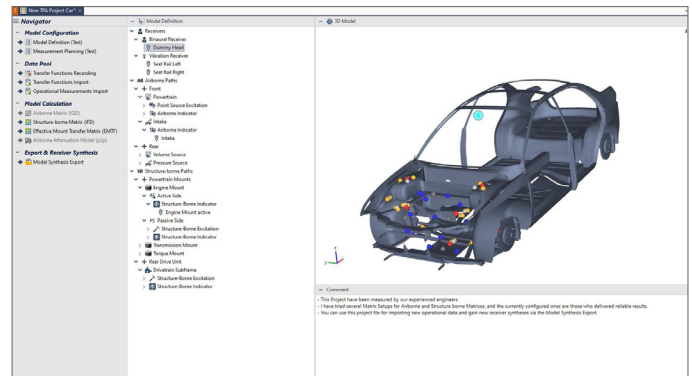 New TPA Project Car* ×
Navigator
Model Configuration
Model Definition (Test)
Measurement Planning (Test)
Data Pool
Transfer Functions Recording
Transfer Functions Import
Operational Measurements Import
Model Calculation
Airborne Matrix (IQD)
Structure-borne Matrix (IFD)
Effective Mount Transfer Matrix (EMTF)
Airborne Attenuation Model (p2p)
Export & Receiver Synthesis
Model Synthesis Export
Model Definition
Receivers
Binaural Receiver
Dummy Head
Vibration Receiver
Seat Rail Left
Seat Rail Right
AB Airborne Paths
Front
Powertrain
Point Source Excitation
Airborne Indicator
Intake
Airborne Indicator
Intake
Rear
Volume Source
Pressure Source
SB Structure-borne Paths
Powertrain Mounts
Engine Mount
AS Active Side
Structure-Borne Indicator
Engine Mount active
PS Passive Side
Structure-Borne Excitation
Structure-Borne Indicator
Transmission Mount
Torque Mount
Rear Drive Unit
Drivetrain Subframe
Structure-Borne Excitation
Structure-Borne Indicator
3D Model
z
y
Comment
- This Project have been measured by our experienced engineers
- I have tried several Matrix Setups for Airborne and Structure borne Matrices, and the currently configured ones are those who delivered reliable results.
- You can use this project file for importing new operational data and gain new receiver syntheses via the Model Synthesis Export